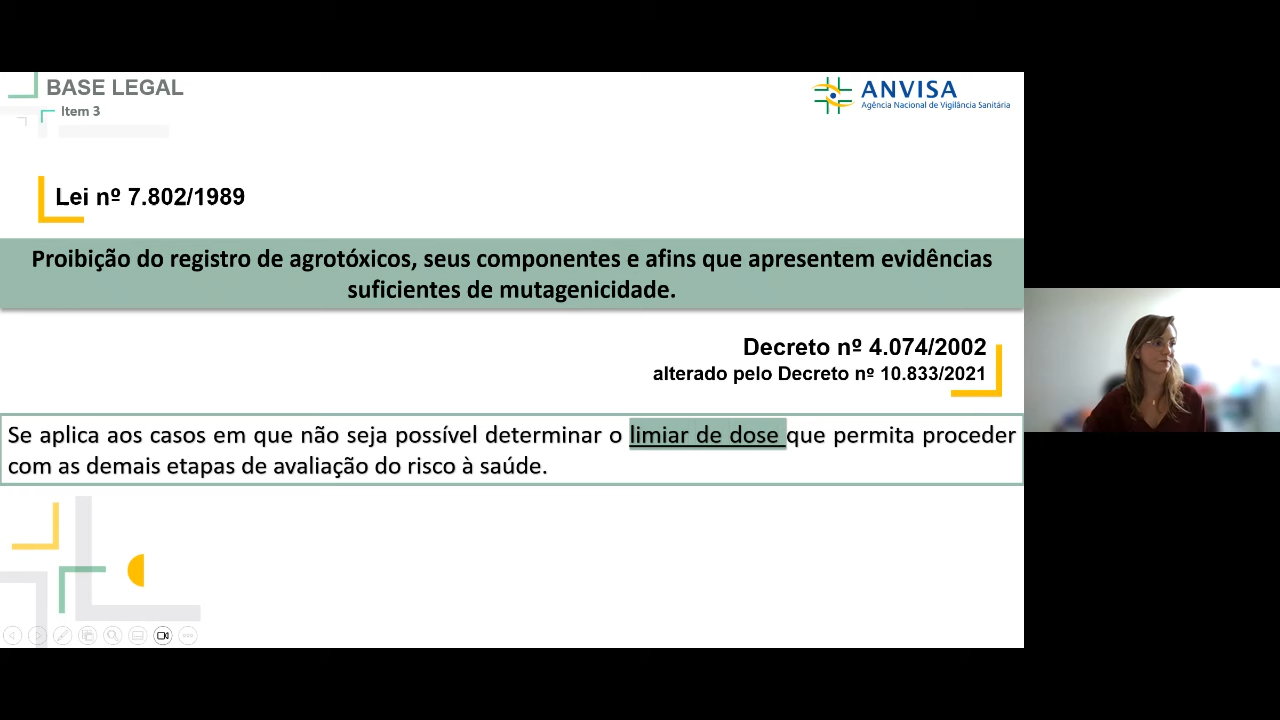 BASE LEGAL
Item 3
ANVISA
Agência Nacional de Vigilância Sanitária
Lei nº 7.802/1989
Proibição do registro de agrotóxicos, seus componentes e afins que apresentem evidências
suficientes de mutagenicidade.
Decreto nº 4.074/2002
alterado pelo Decreto nº 10.833/2021
Se aplica aos casos em que não seja possível determinar o limiar de dose que permita proceder
com as demais etapas de avaliação do risco à saúde.